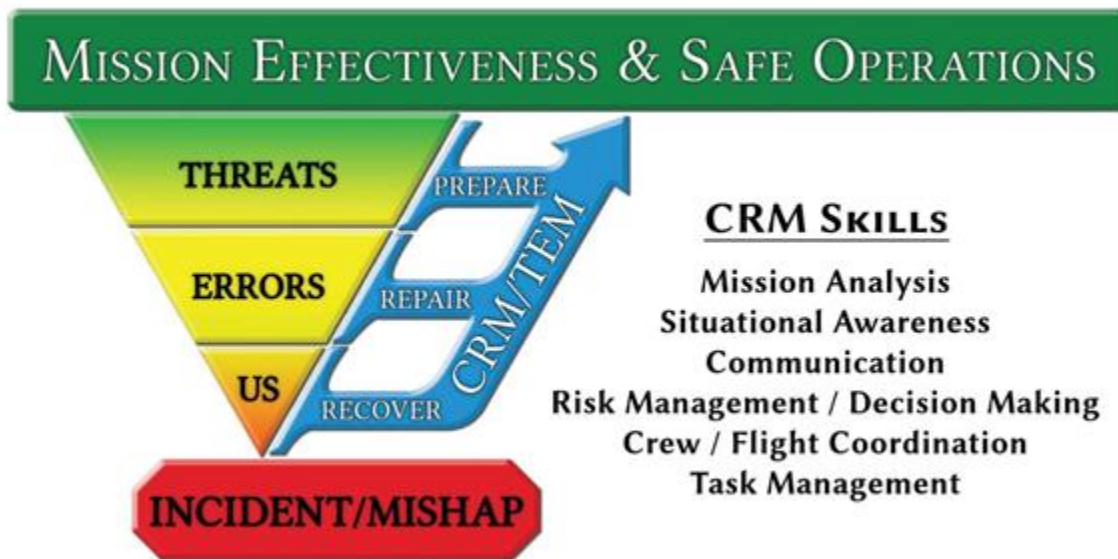 MISSION EFFECTIVENESS & SAFE OPERATIONS
THREATS
PREPARE
ERRORS
REPAIR
US
RECOVER
CRM/TEM
INCIDENT/MISHAP
CRM SKILLS
Mission Analysis
Situational Awareness
Communication
Risk Management / Decision Making
Crew / Flight Coordination
Task Management